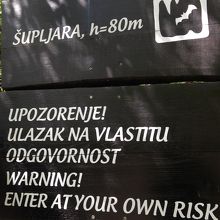 ŠUPLJARA, h=80m
UPOZORENJE!
ULAZAK NA VLASTITU
ODGOVORNOST
WARNING!
ENTER AT YOUR OWN RISK